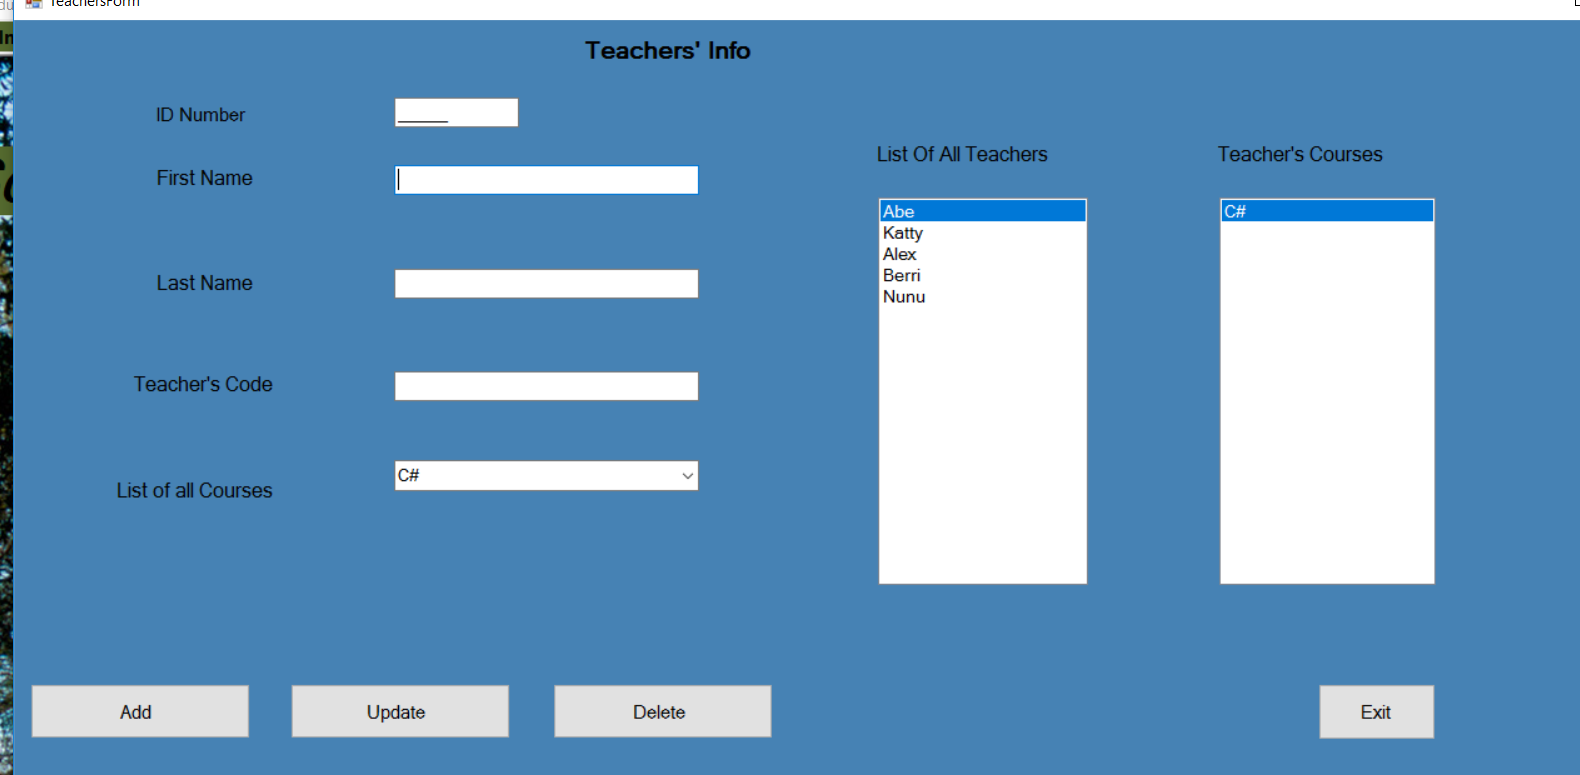 TeachersForm
Teachers' Info
ID Number
_____
First Name
Last Name
Teacher's Code
List of all Courses
C#
List Of All Teachers
Abe
Katty
Alex
Berri
Nunu
Teacher's Courses
C#
Add
Update
Delete
Exit